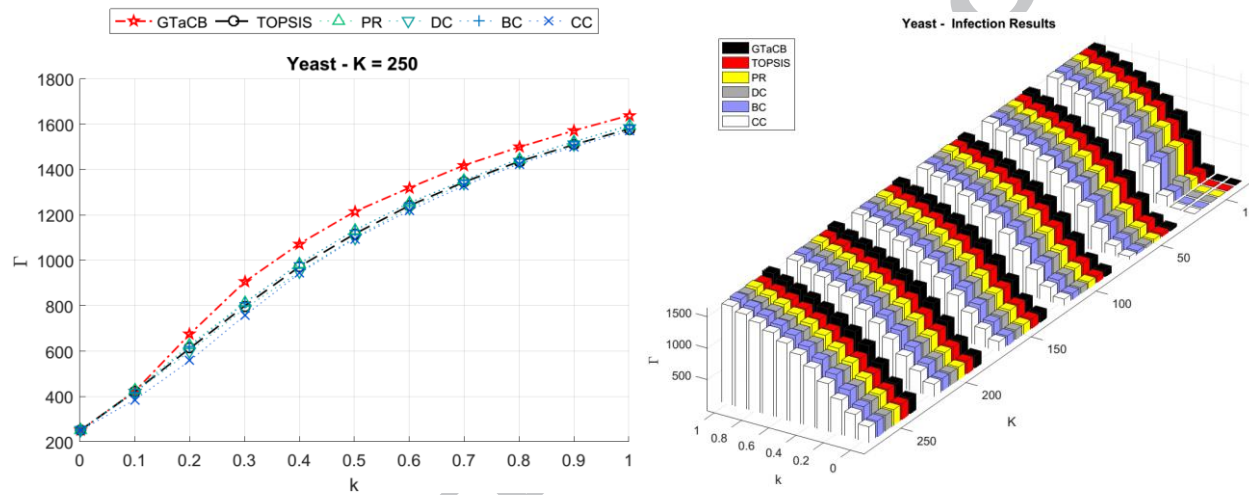 GTaCB TOPSIS PR DC BC CC
Yeast - K = 250
1800
1600
1400
1200
1000
800
600
400
200
Γ
0 0.1 0.2 0.3 0.4 0.5 0.6 0.7 0.8 0.9 1
k
Yeast - Infection Results
GTaCB
TOPSIS
PR
DC
BC
CC
1500
1000
500
Γ
1 0.8 0.6 0.4 0.2 0
k
250 200 150 100 50 1
K